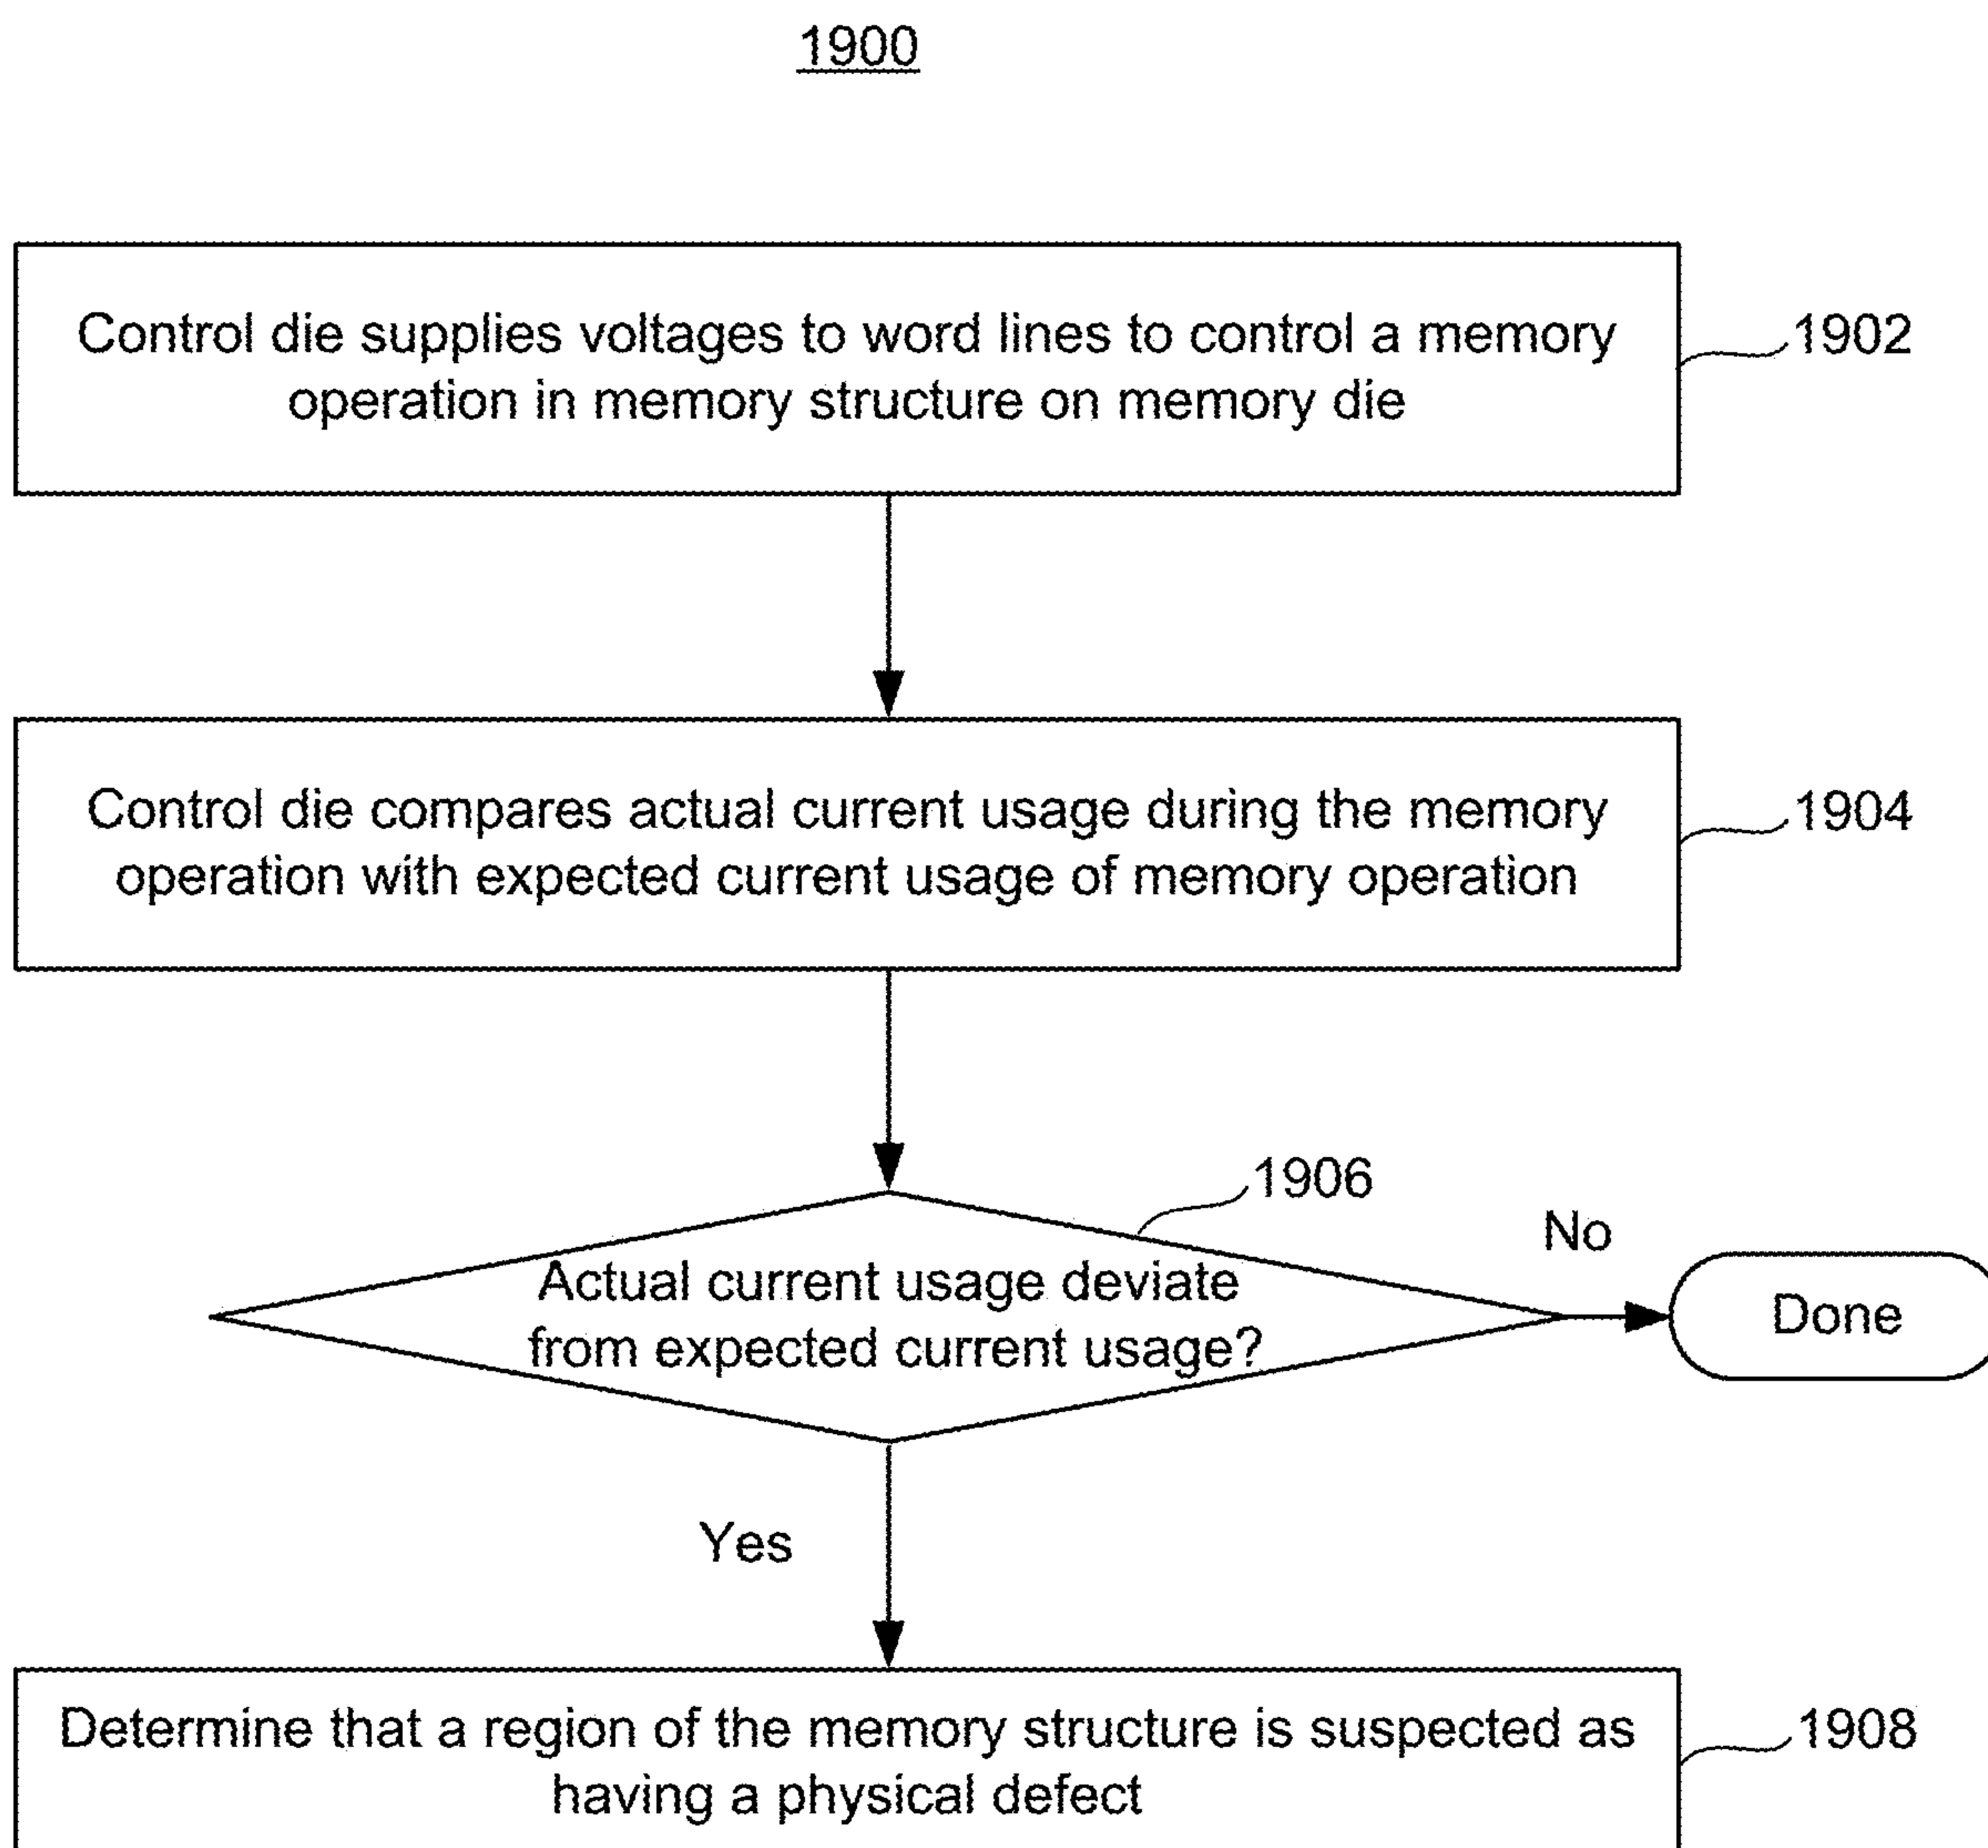 1900
Control die supplies voltages to word lines to control a memory
operation in memory structure on memory die
1902
Control die compares actual current usage during the memory
operation with expected current usage of memory operation
1904
1906
Actual current usage deviate
from expected current usage?
No
Done
Yes
Determine that a region of the memory structure is suspected as
having a physical defect
1908